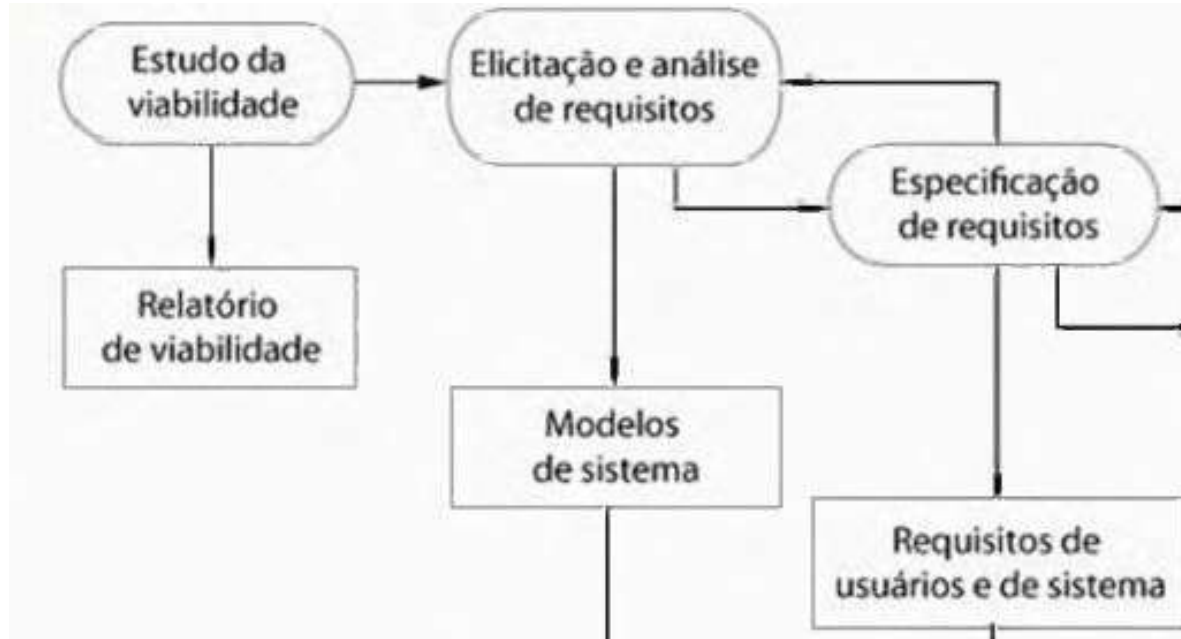 Estudo da
viabilidade
Elicitação e análise
de requisitos
Especificação
de requisitos
Relatório
de viabilidade
Modelos
de sistema
Requisitos de
usuários e de sistema